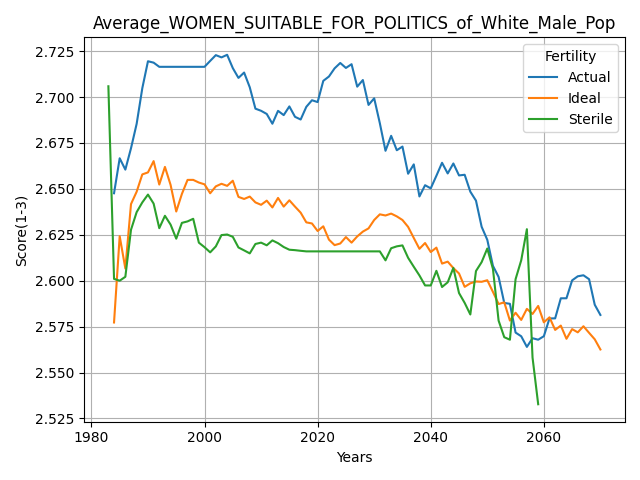 Average_WOMEN_SUITABLE_FOR_POLITICS_of_White_Male_Pop
2.725
2.700
2.675
2.650
2.625
2.600
2.575
2.550
2.525
Score(1-3)
Fertility
Actual
Ideal
Sterile
1980 2000 2020 2040 2060
Years